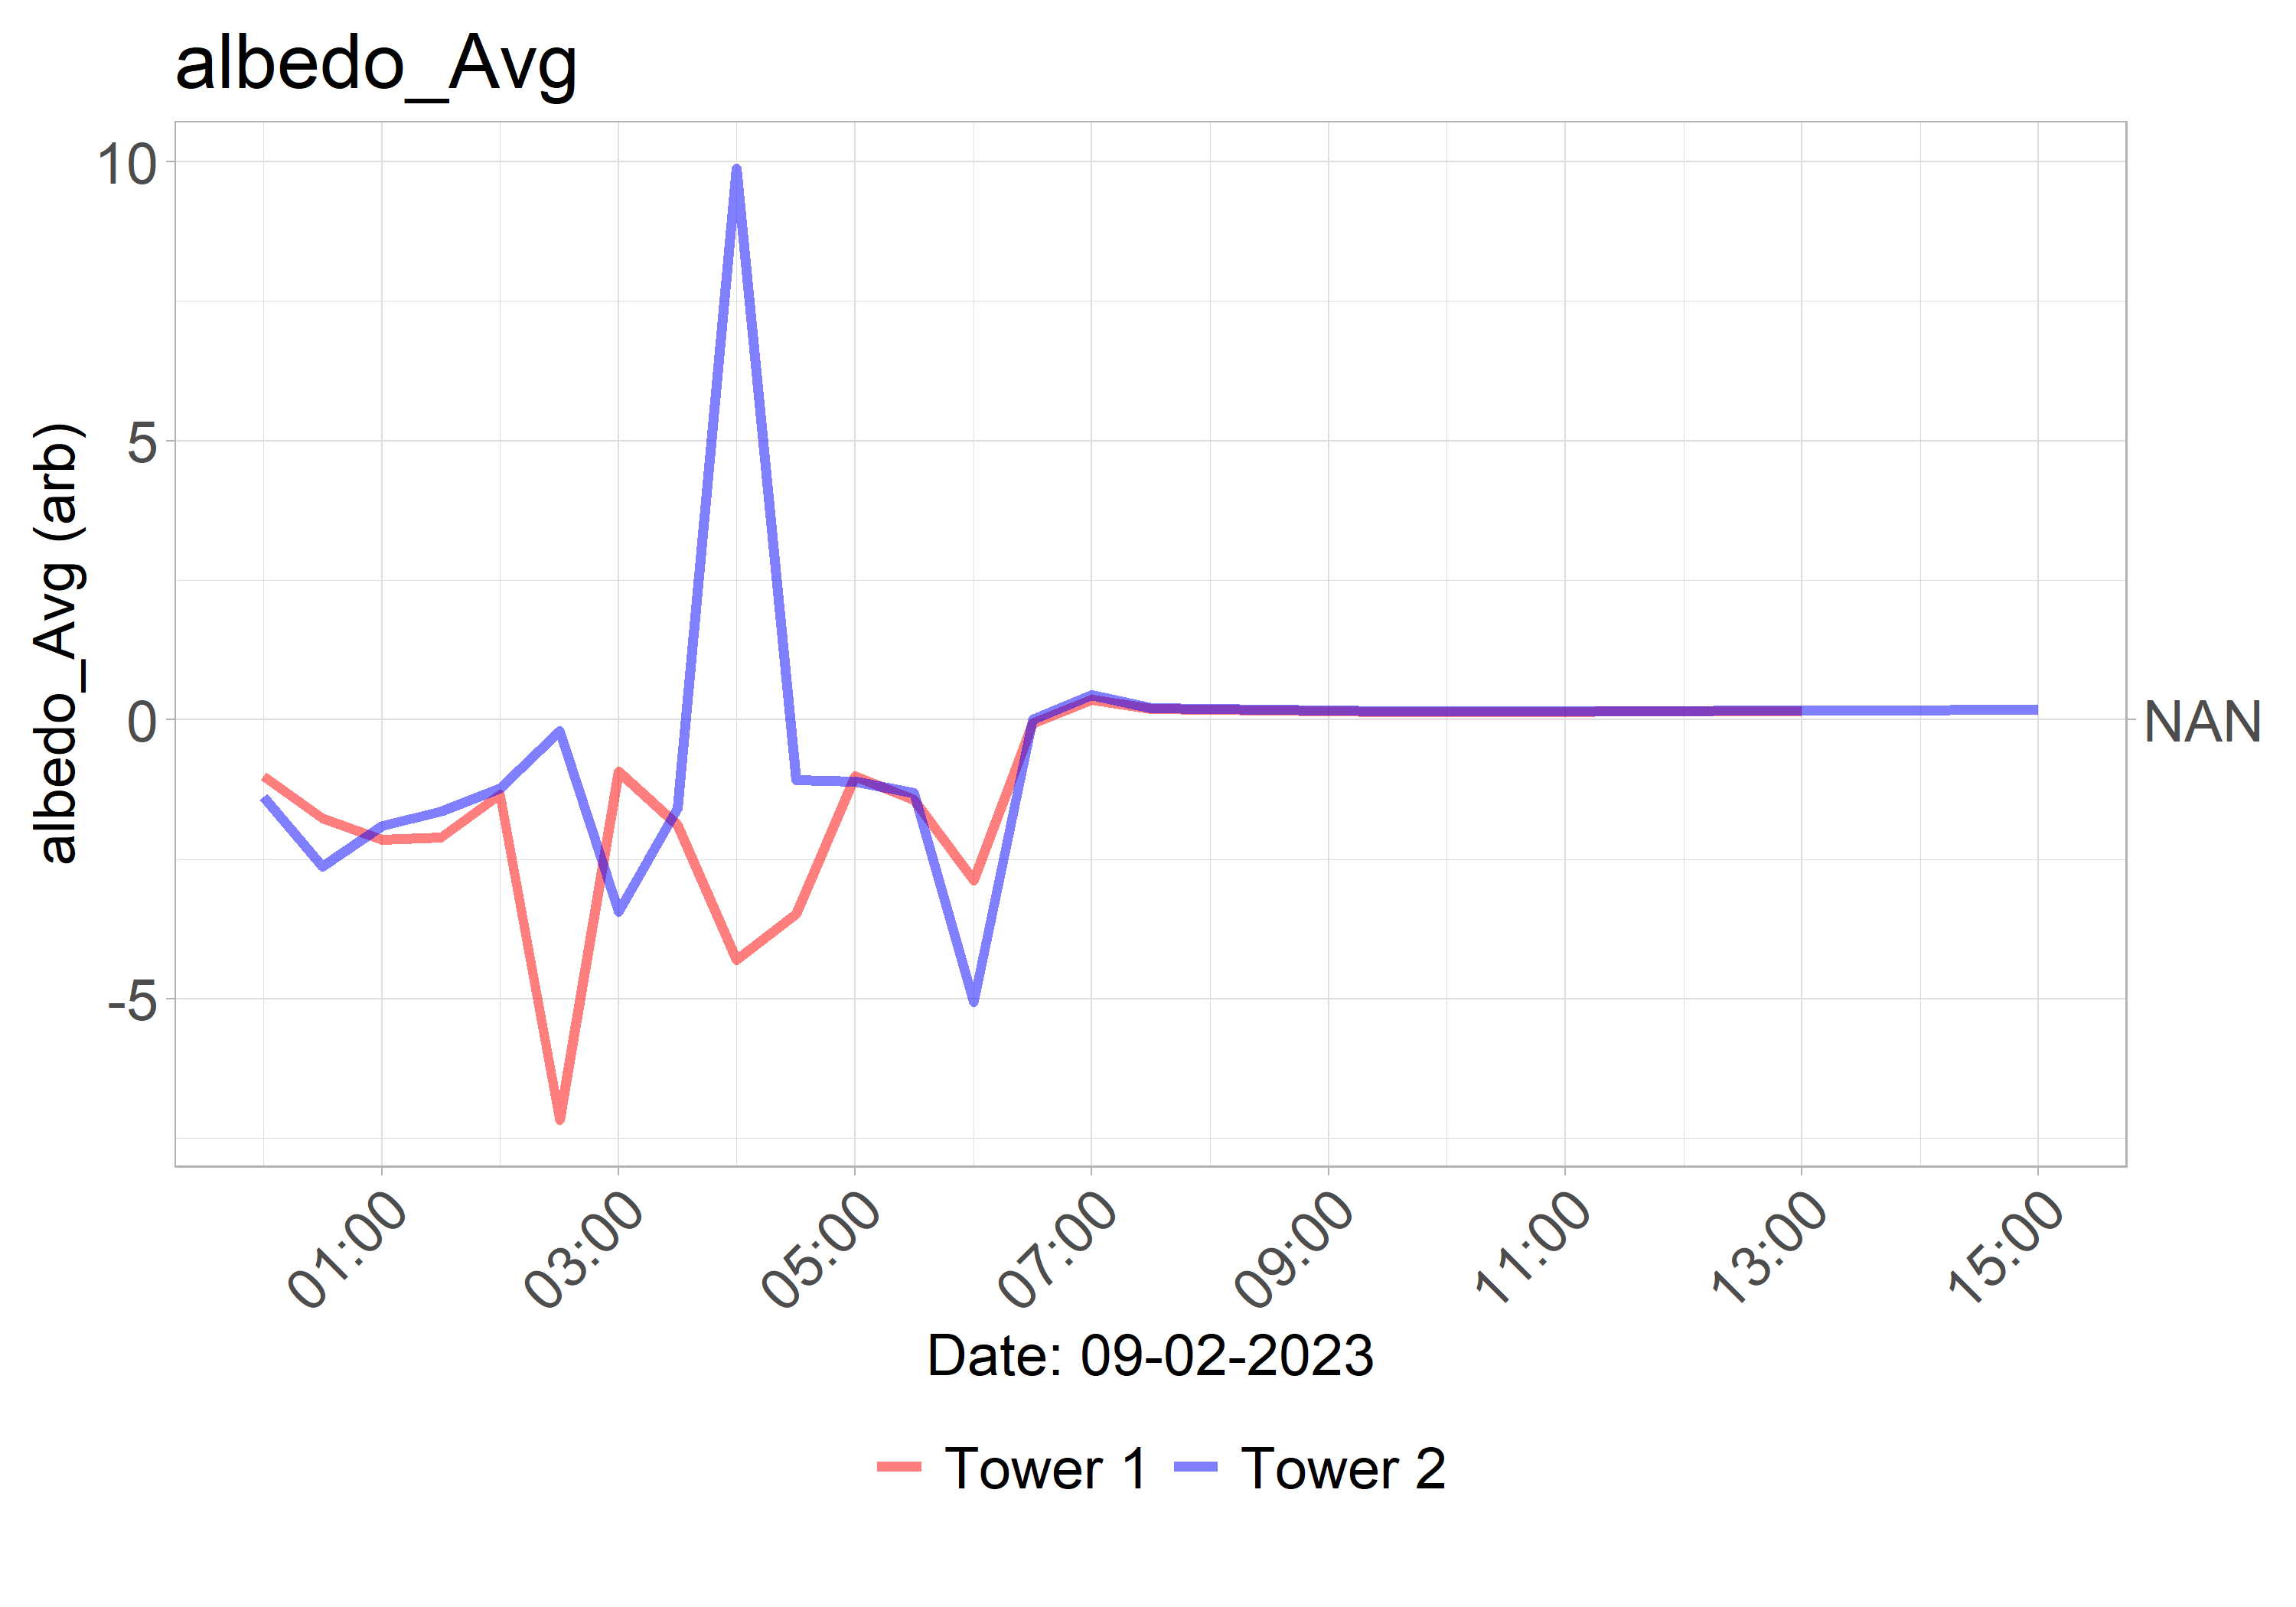 albedo_Avg
albedo_Avg (arb)
10
5
0
-5
NAN
01:00 03:00 05:00 07:00 09:00 11:00 13:00 15:00
Date: 09-02-2023
Tower 1 Tower 2